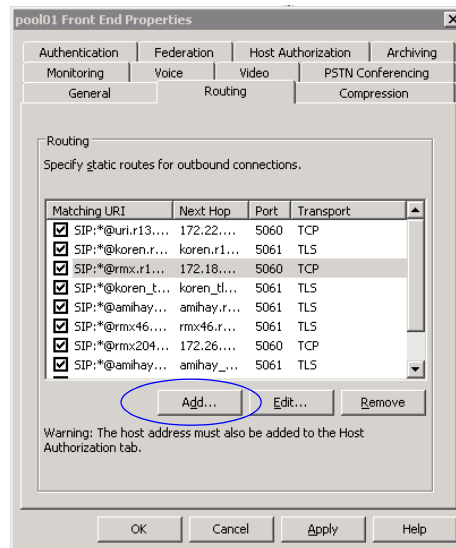 pool01 Front End Properties
Authentication Federation Host Authorization Archiving
Monitoring Voice Video PSTN Conferencing
General Routing Compression
Routing
Specify static routes for outbound connections.
Matching URI Next Hop Port Transport
SIP:*@uri.r13.... 172.22.... 5060 TCP
SIP:*@koren.r... koren.r1... 5061 TLS
SIP:*@rmx.r1... 172.18.... 5060 TCP
SIP:*@koren_t... koren_tl... 5061 TLS
SIP:*@amihay... amihay.r... 5061 TLS
SIP:*@rmx46.... rmx46.r... 5061 TLS
SIP:*@rmx204... 172.26.... 5060 TCP
SIP:*@amihay... amihay_... 5061 TLS
Add... Edit... Remove
Warning: The host address must also be added to the Host
Authorization tab.
OK Cancel Apply Help